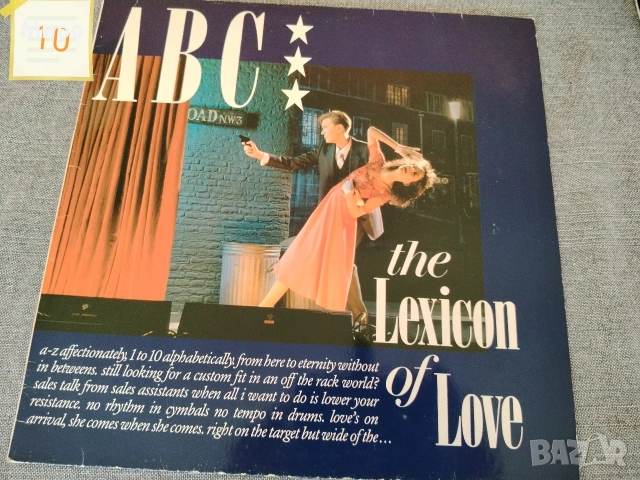 10
ABC
OAD NW3
the
Lexicon
of
Love
a-z affectionately, 1 to 10 alphabetically, from here to eternity without
in betweens. still looking for a custom fit in an off the rack world?
sales talk from sales assistants when all i want to do is lower your
resistance. no rhythm in cymbals no tempo in drums. love's on
arrival, she comes when she comes. right on the target but wide of the...
BAZAR